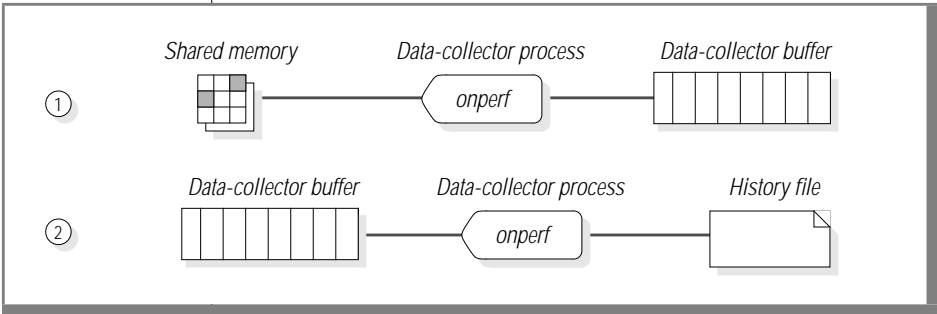 Shared memory
Data-collector process
Data-collector buffer
1
onperf
Data-collector buffer
Data-collector process
History file
2
onperf